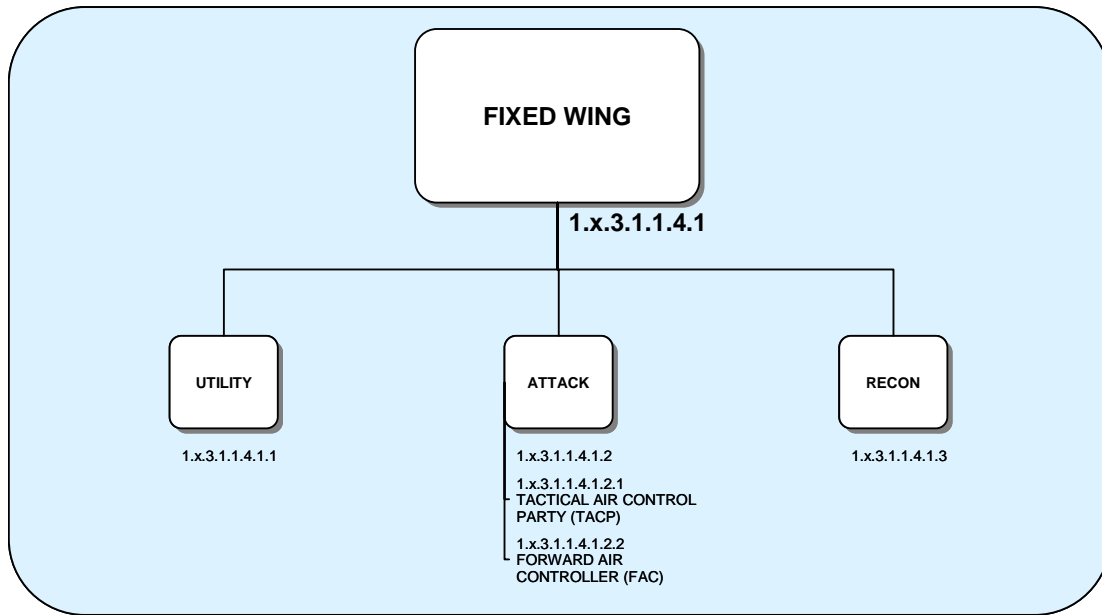 FIXED WING
1.x.3.1.1.4.1
UTILITY
1.x.3.1.1.4.1.1
ATTACK
1.x.3.1.1.4.1.2
1.x.3.1.1.4.1.2.1
TACTICAL AIR CONTROL
PARTY (TACP)
1.x.3.1.1.4.1.2.2
FORWARD AIR
CONTROLLER (FAC)
RECON
1.x.3.1.1.4.1.3